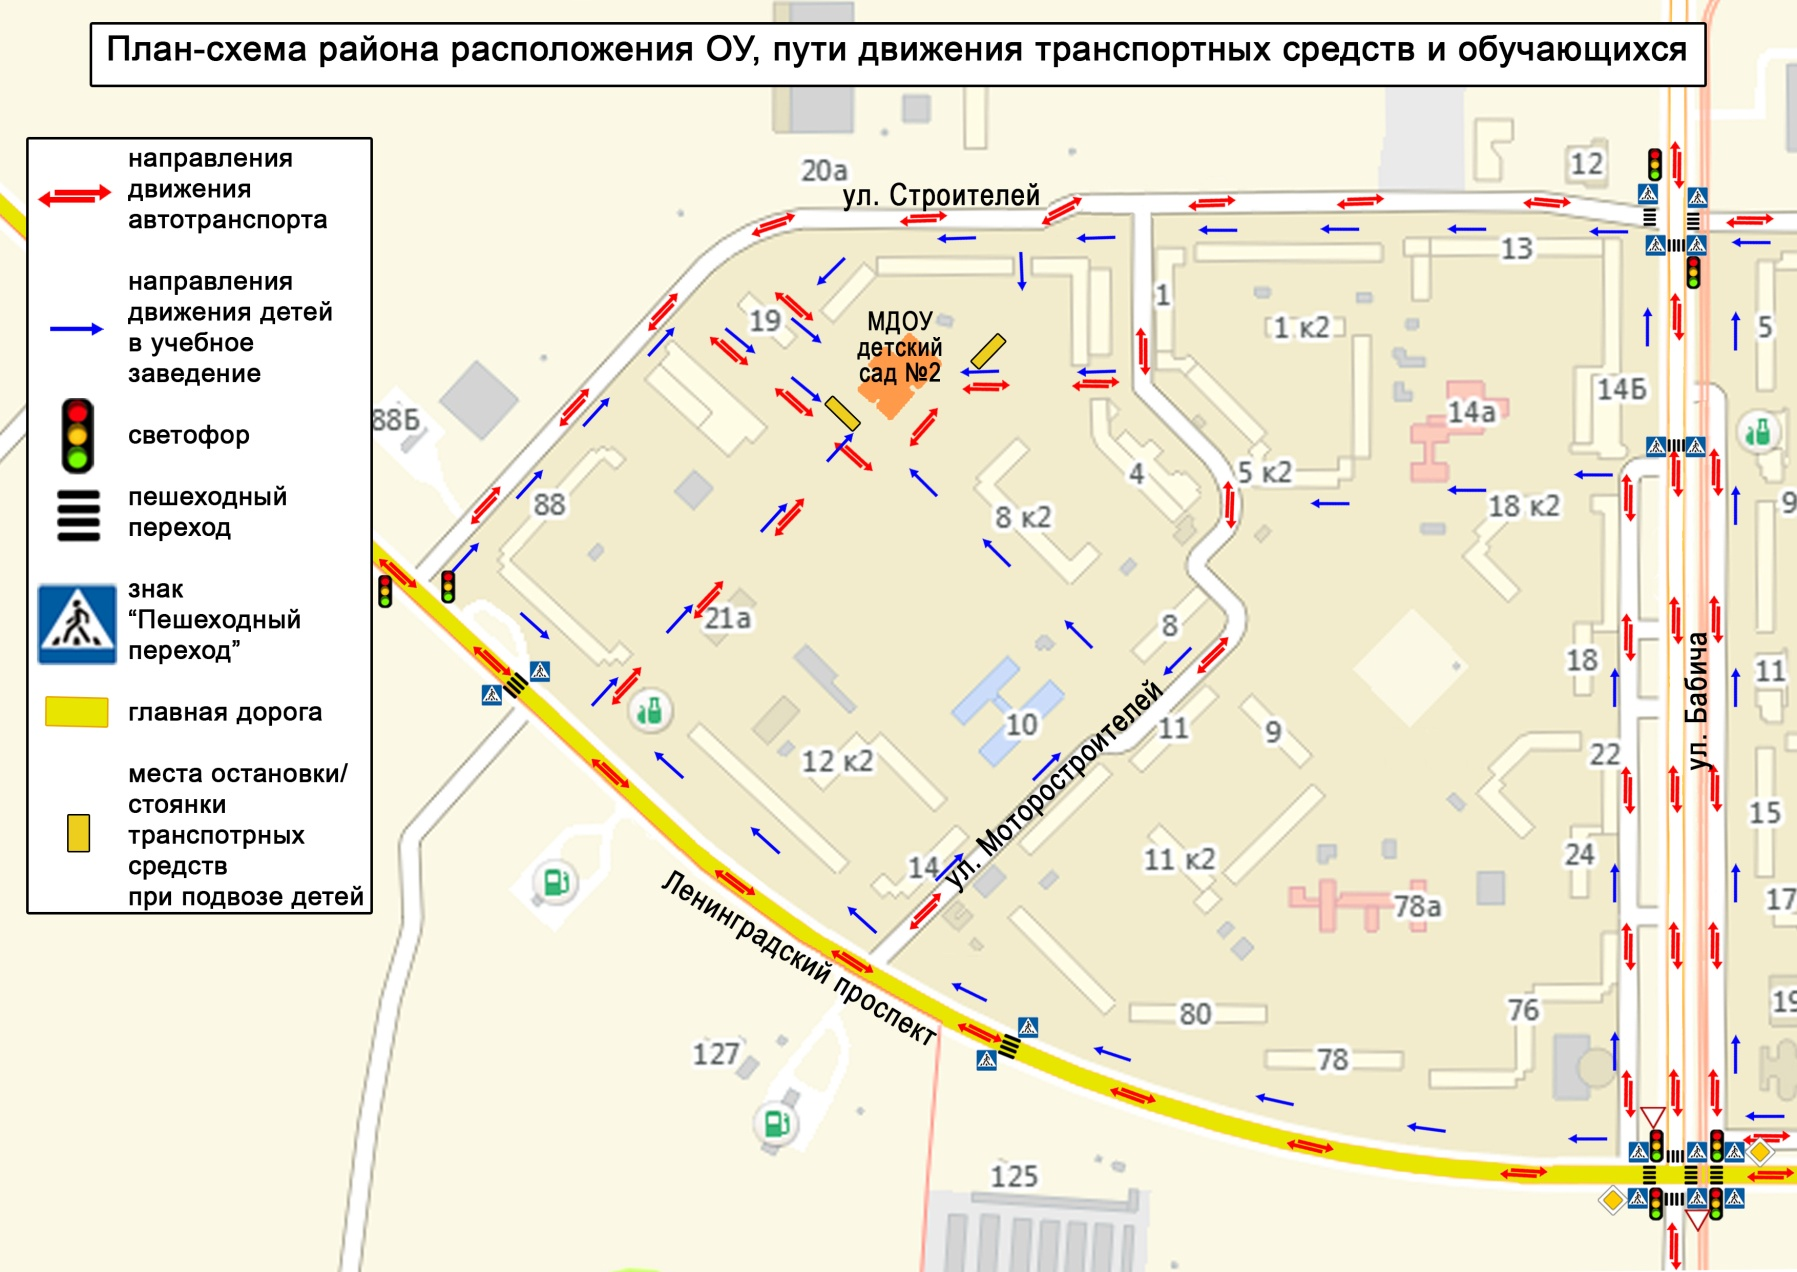 План-схема района расположения ОУ, пути движения транспортных средств и обучающихся
направления
движения
автотранспорта
направления
движения детей
в учебное
заведение
светофор
пешеходный
переход
знак
“Пешеходный
переход”
главная дорога
места остановки/
стоянки
транспотрных
средств
при подвозе детей
20а
ул. Строителей
12
13
1
19
МДОУ
детский
сад №2
1 к2
5
14Б
14а
88Б
88
4
5 к2
8 к2
18 к2
9
21а
8
18
11
ул. Бабича
10
11
9
22
12 к2
ул. Моторостроителей
15
14
11 к2
24
78а
17
Ленинградский проспект
80
76
19
127
78
125